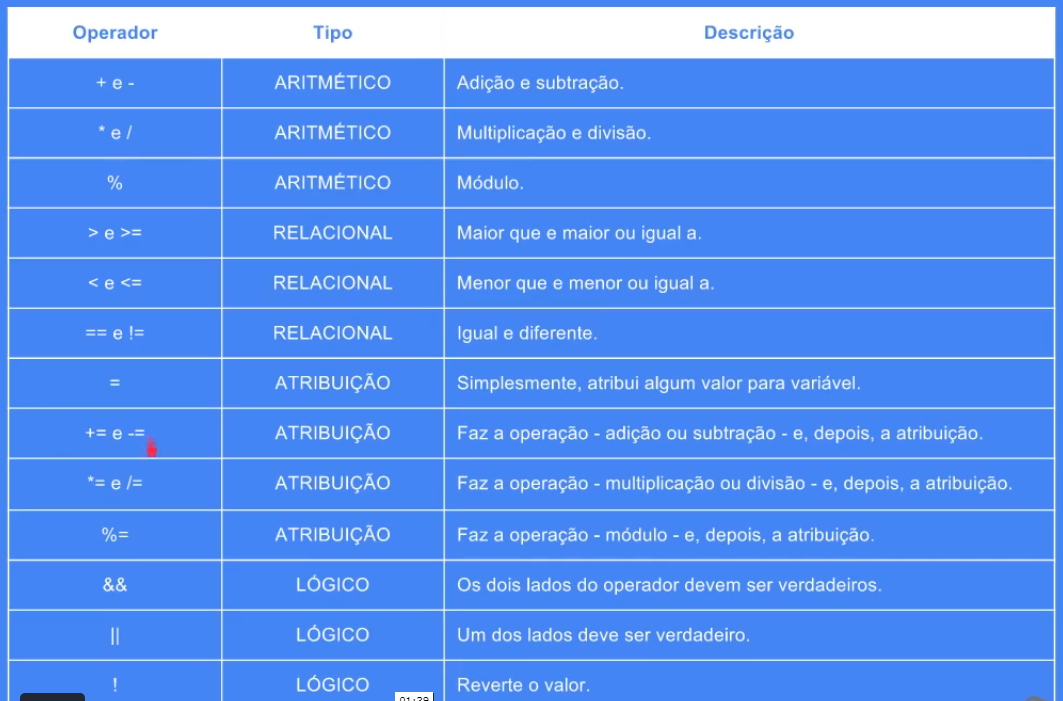 Operador Tipo Descrição
+ e - ARITMÉTICO Adição e subtração.
* e / ARITMÉTICO Multiplicação e divisão.
% ARITMÉTICO Módulo.
> e >= RELACIONAL Maior que e maior ou igual a.
< e <= RELACIONAL Menor que e menor ou igual a.
== e != RELACIONAL Igual e diferente.
= ATRIBUIÇÃO Simplesmente, atribui algum valor para variável.
+= e -= ATRIBUIÇÃO Faz a operação - adição ou subtração - e, depois, a atribuição.
*= e /= ATRIBUIÇÃO Faz a operação - multiplicação ou divisão - e, depois, a atribuição.
%= ATRIBUIÇÃO Faz a operação - módulo - e, depois, a atribuição.
&& LÓGICO Os dois lados do operador devem ser verdadeiros.
|| LÓGICO Um dos lados deve ser verdadeiro.
! LÓGICO Reverte o valor.